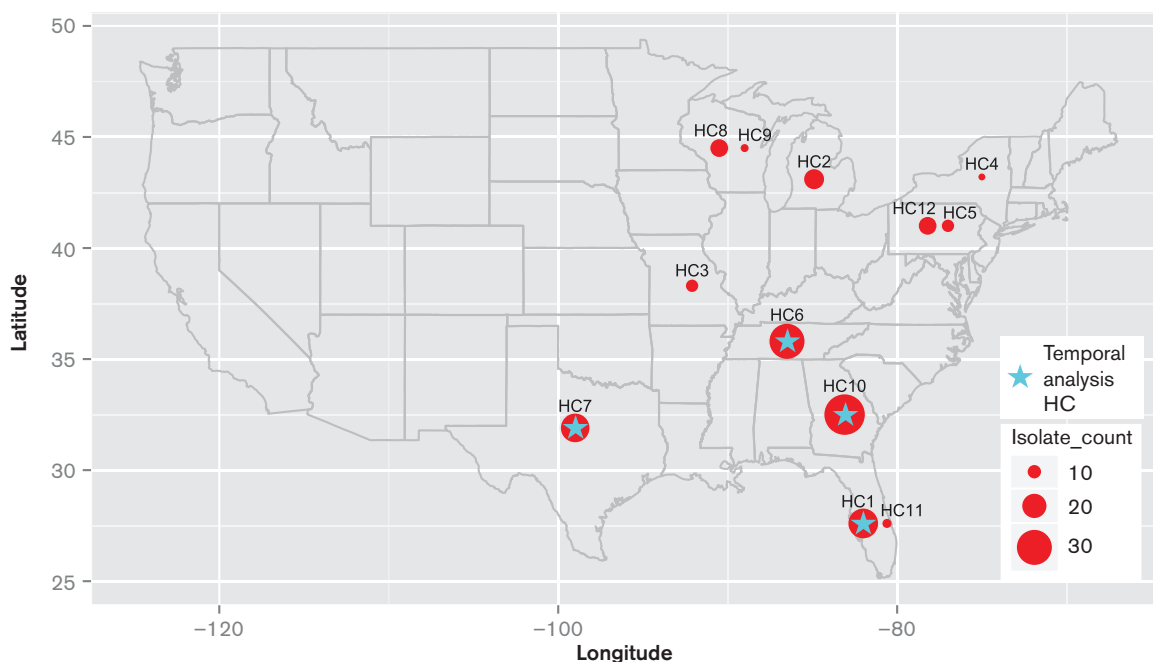 50
45
40
35
30
25
Latitude
HC8 HC9
HC2
HC4
HC12 HC5
HC3
HC6
HC10
HC7
HC1 HC11
Temporal
analysis
HC
Isolate_count
10
20
30
−120 −100 −80
Longitude